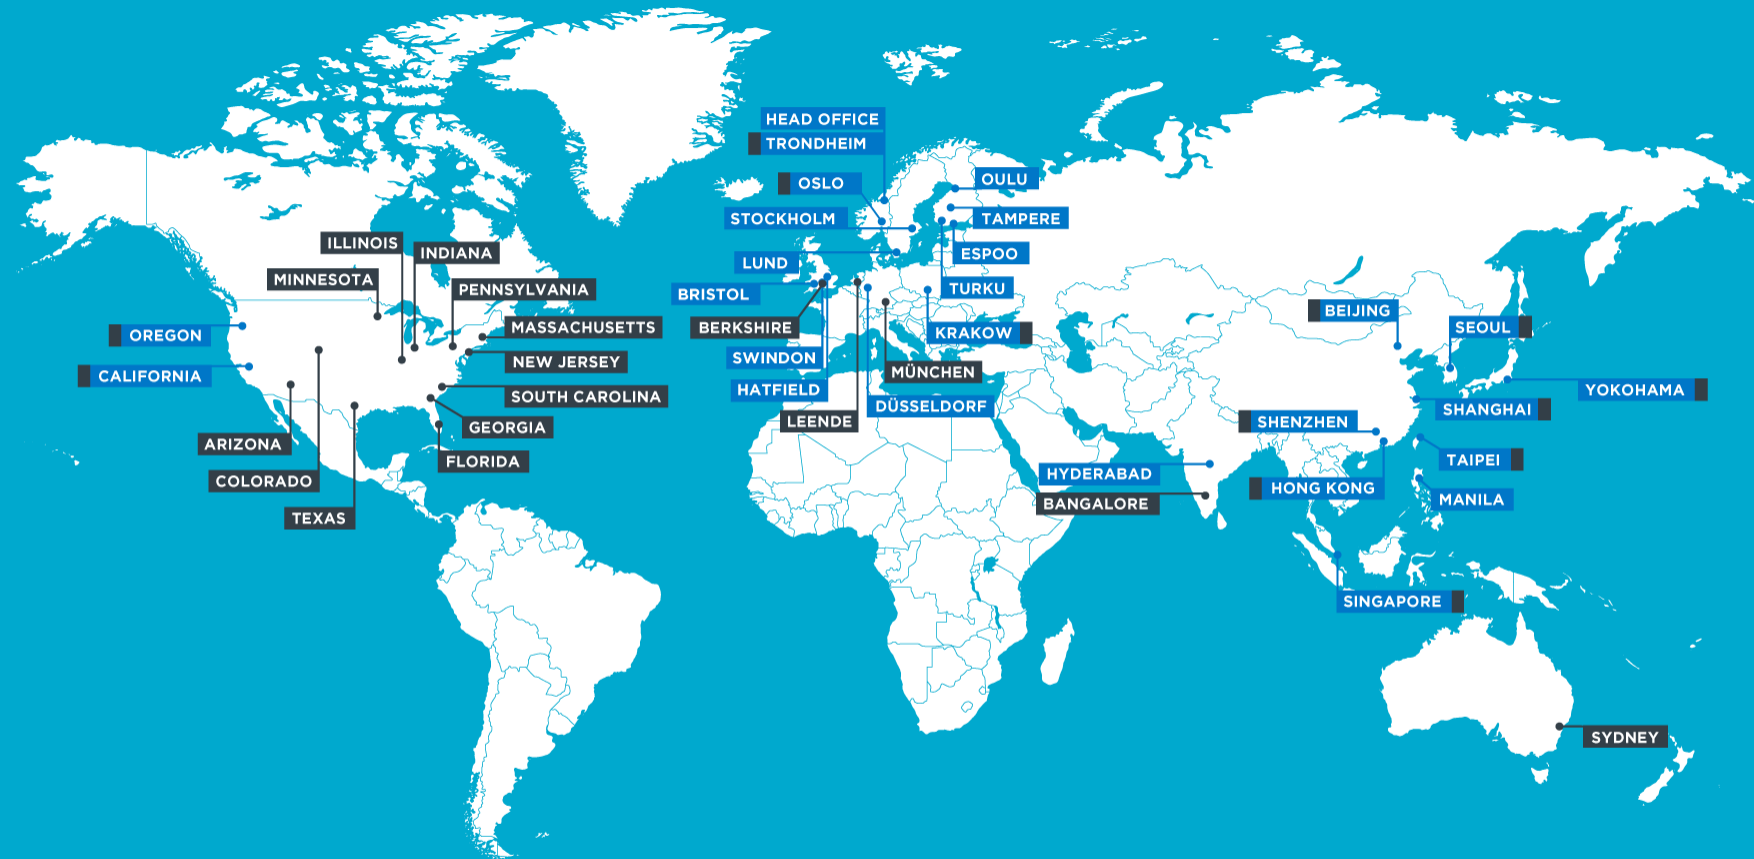 HEAD OFFICE
TRONDHEIM
OSLO
OULU
STOCKHOLM
TAMPERE
ILLINOIS
INDIANA
ESPOO
LUND
MINNESOTA
PENNSYLVANIA
BRISTOL
TURKU
BEIJING
OREGON
MASSACHUSETTS
BERKSHIRE
KRAKOW
SEOUL
SWINDON
NEW JERSEY
CALIFORNIA
MÜNCHEN
HATFIELD
YOKOHAMA
SOUTH CAROLINA
DÜSSELDORF
SHANGHAI
LEENDE
SHENZHEN
GEORGIA
ARIZONA
FLORIDA
TAIPEI
HYDERABAD
COLORADO
HONG KONG
MANILA
BANGALORE
TEXAS
SINGAPORE
SYDNEY